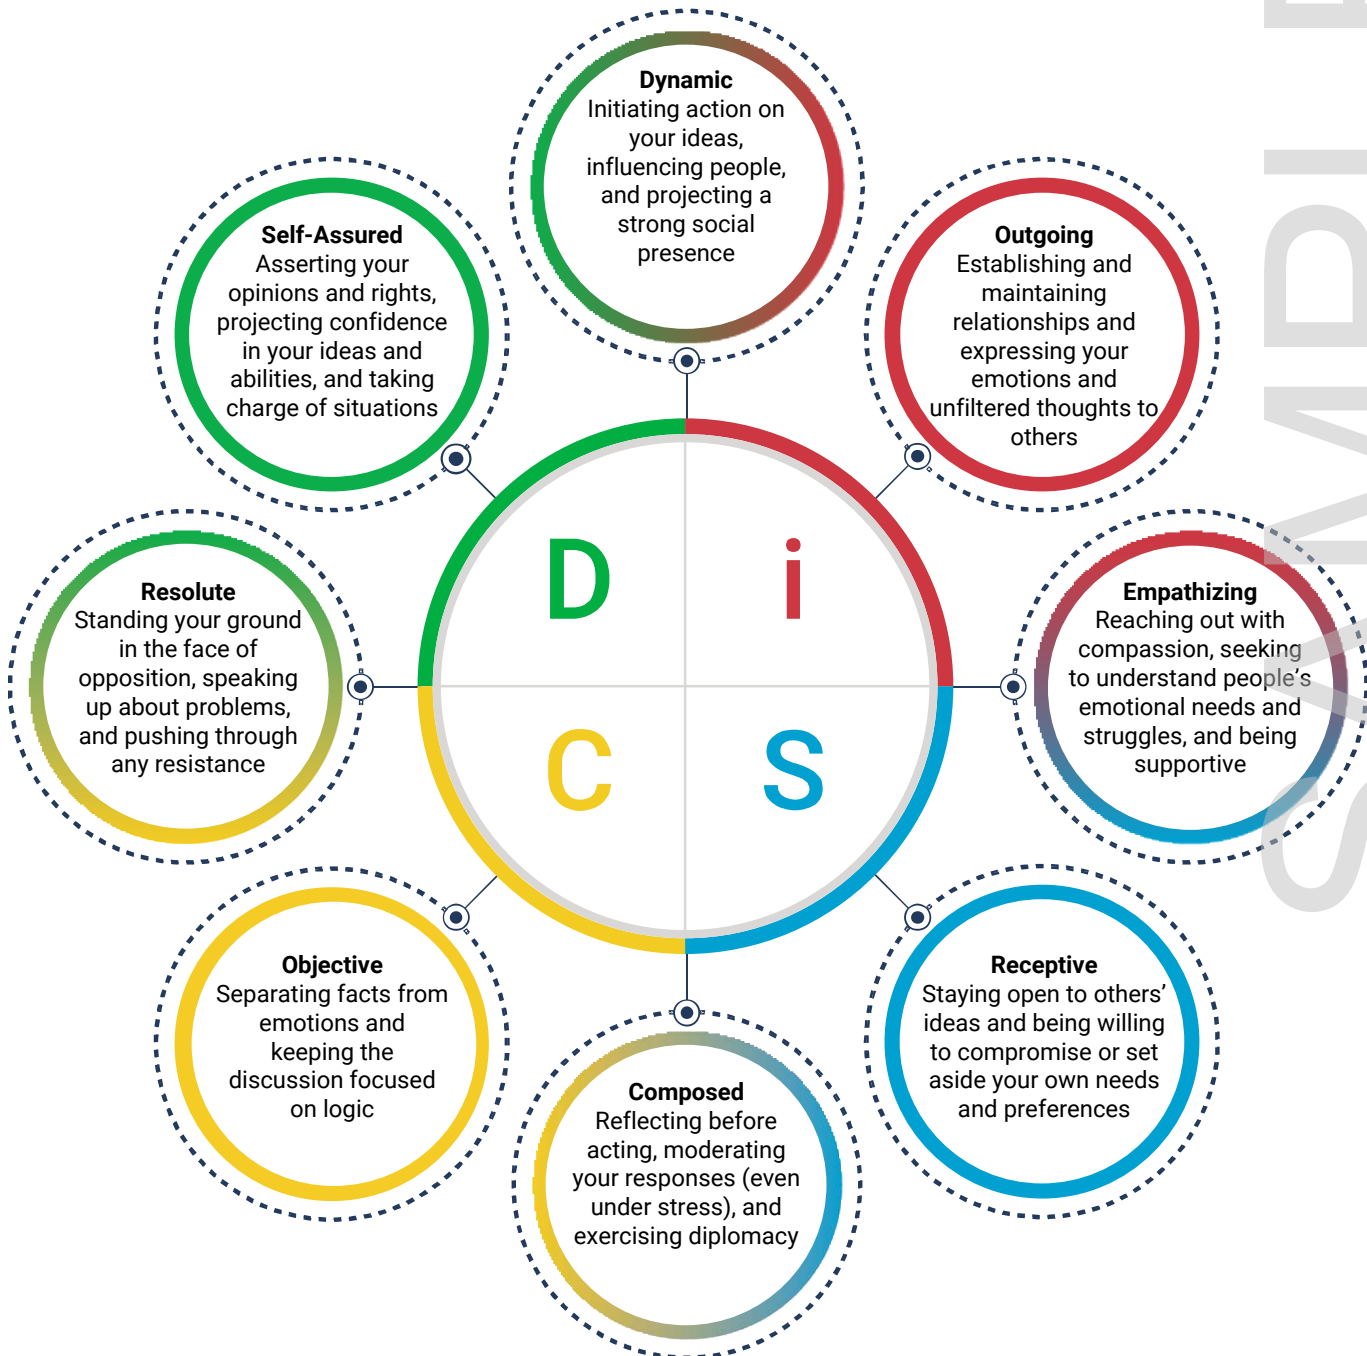 Dynamic
Initiating action on
your ideas,
influencing people,
and projecting a
strong social
presence
Self-Assured
Asserting your
opinions and rights,
projecting confidence
in your ideas and
abilities, and taking
charge of situations
Outgoing
Establishing and
maintaining
relationships and
expressing your
emotions and
unfiltered thoughts to
others
D
i
Resolute
Standing your ground
in the face of
opposition, speaking
up about problems,
and pushing through
any resistance
Empathizing
Reaching out with
compassion, seeking
to understand people’s
emotional needs and
struggles, and being
supportive
C
S
Objective
Separating facts from
emotions and
keeping the
discussion focused
on logic
Receptive
Staying open to others’
ideas and being willing
to compromise or set
aside your own needs
and preferences
Composed
Reflecting before
acting, moderating
your responses (even
under stress), and
exercising diplomacy